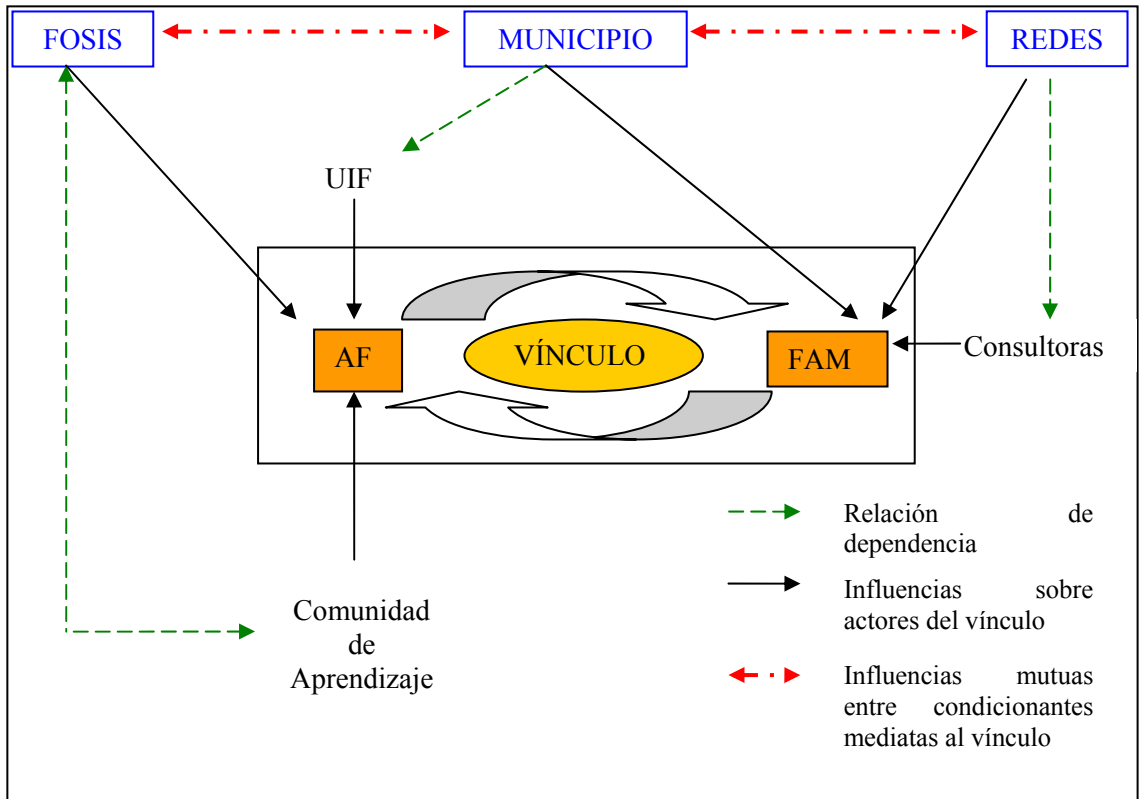 FOSIS
MUNICIPIO
REDES
UIF
AF
VÍNCULO
FAM
Consultoras
Comunidad
de
Aprendizaje
Relación de
dependencia
Influencias sobre
actores del vínculo
Influencias mutuas
entre condicionantes
mediatas al vínculo